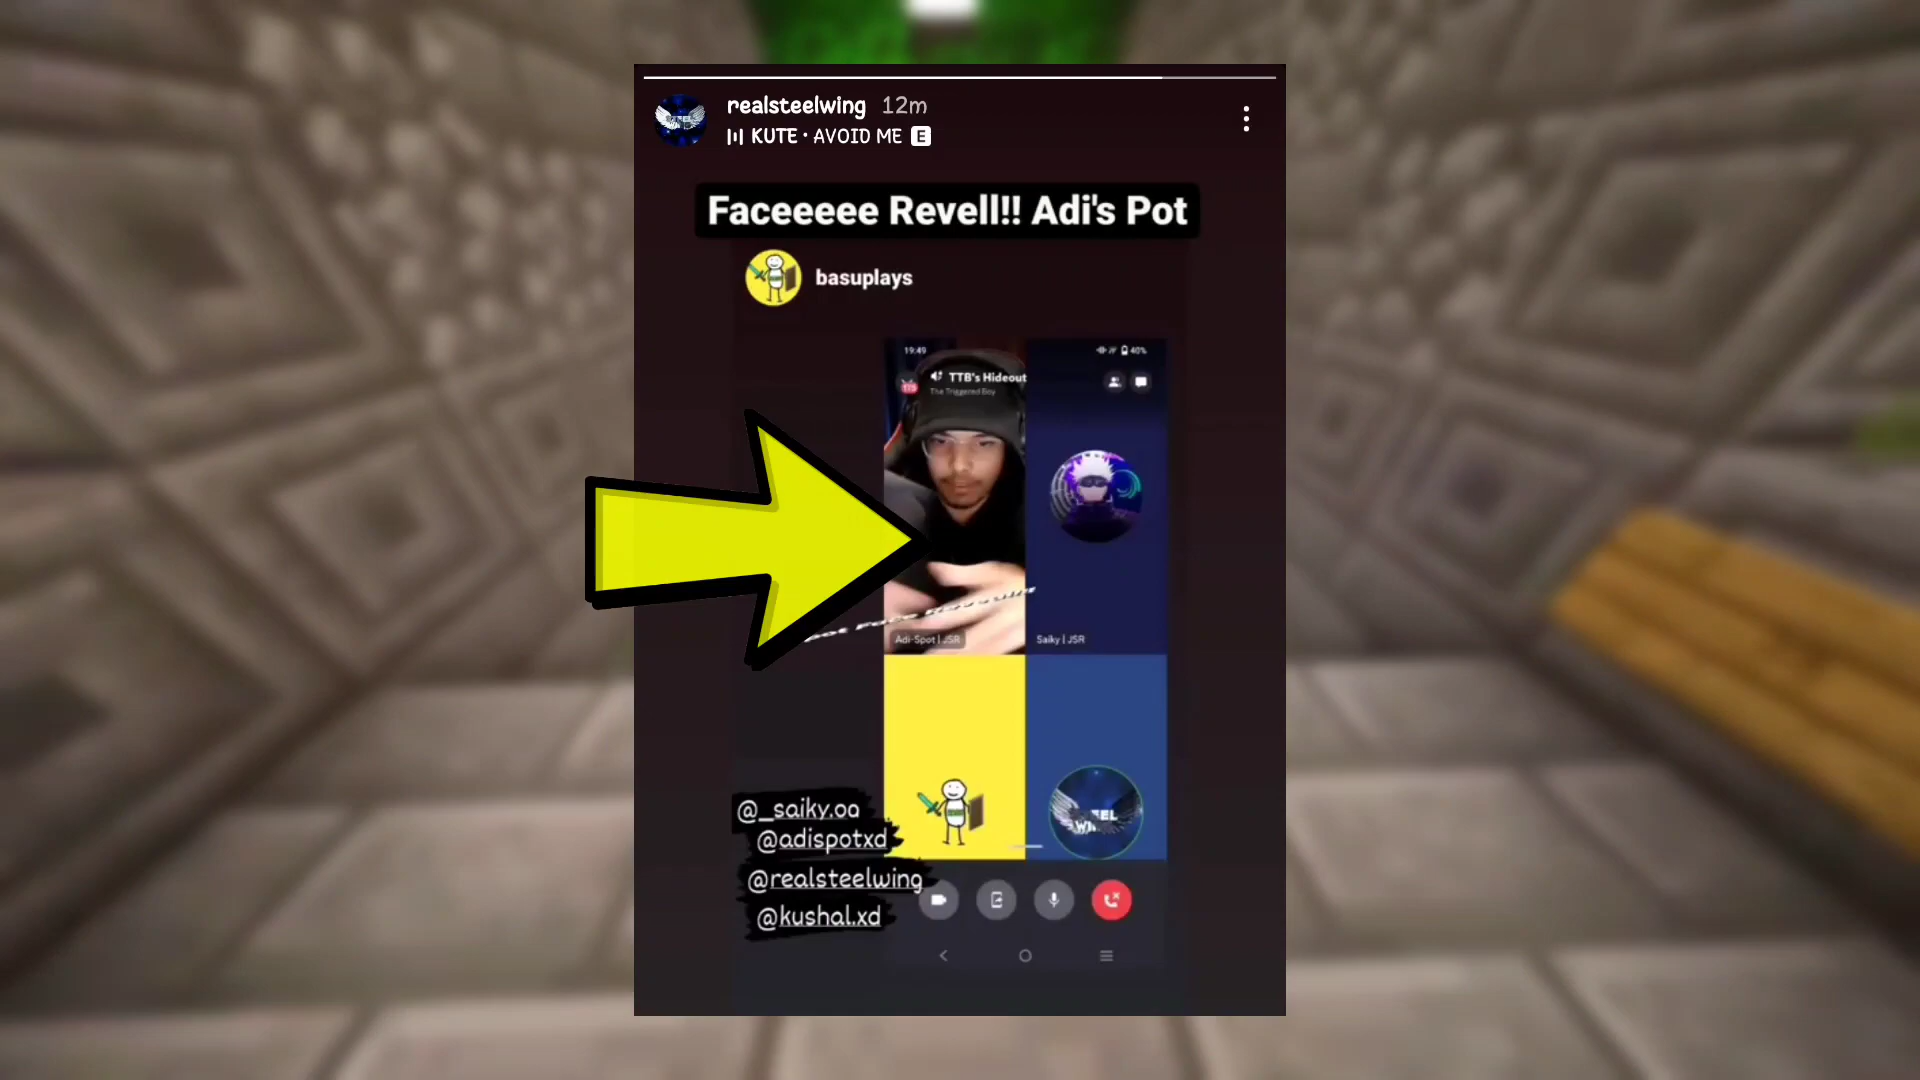 realsteelwing 12m
KUTE • AVOID ME E
Faceeeee Revell!! Adi's Pot
basuplays
19:49
40%
TTB's Hideout
The Triggered Boy
Adi-Spot | JSR
Saiky | JSR
@_saiky.oa
@adispotxd
@realsteelwing
@kushal.xd